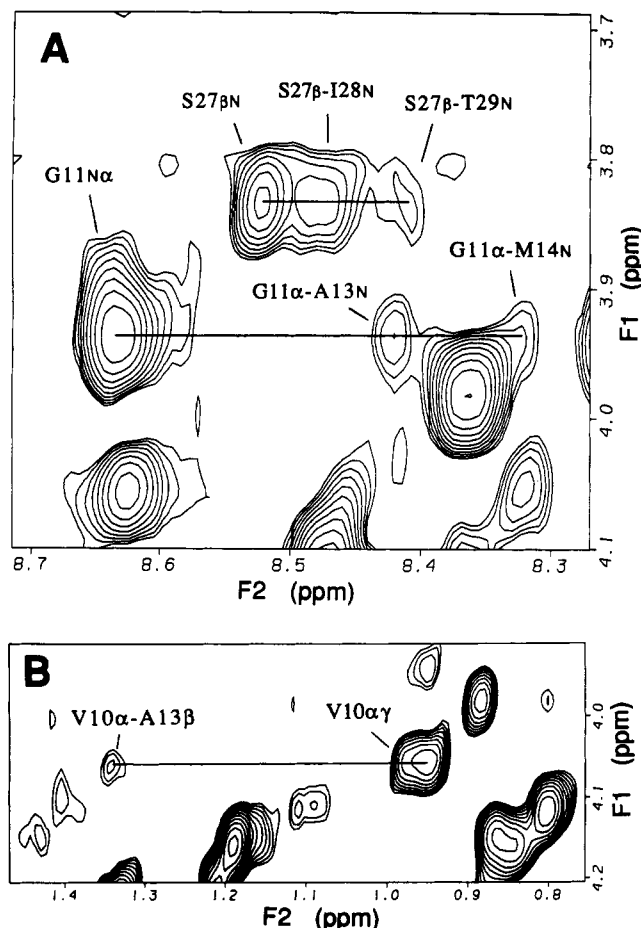 A
S27βN
S27β-I28N
S27β-T29N
G11Nα
G11α-A13N
G11α-M14N
3.7
3.8
3.9
4.0
4.1
F1 (ppm)
8.7
8.6
8.5
8.4
8.3
F2 (ppm)
B
V10α-A13β
V10αγ
4.0
4.1
4.2
F1 (ppm)
1.4
1.3
1.2
1.1
1.0
0.9
0.8
F2 (ppm)